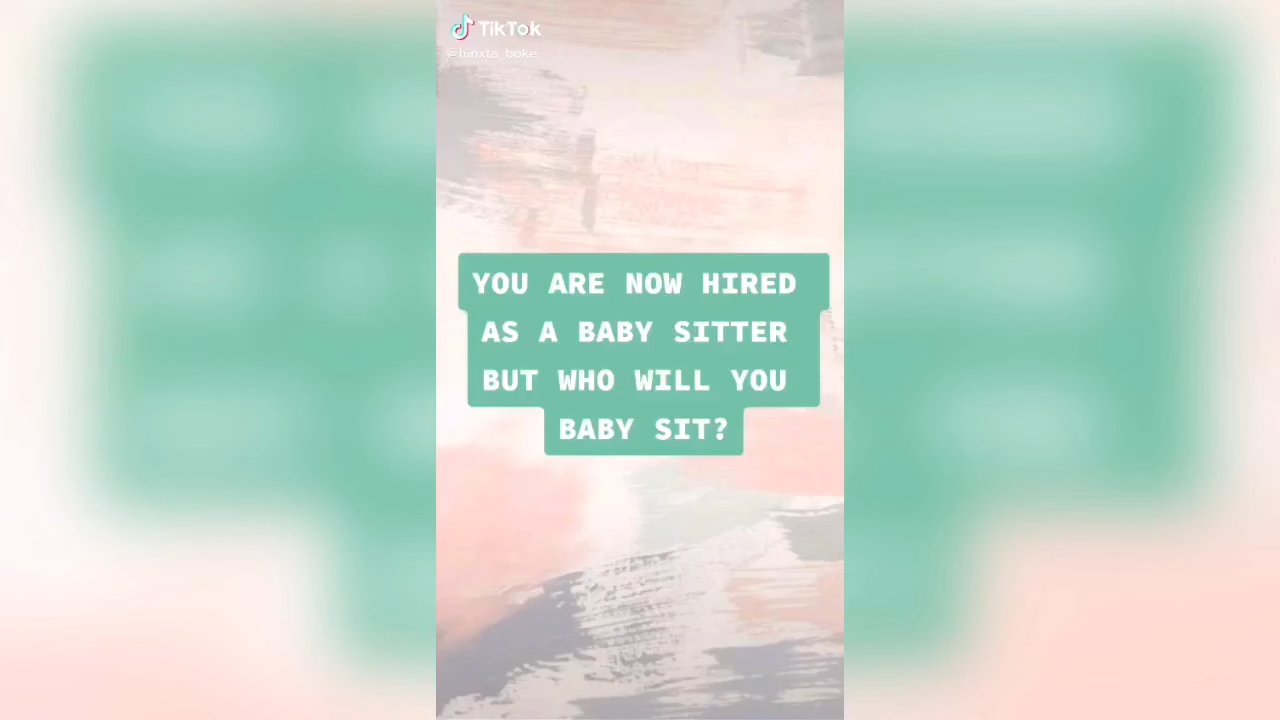 TikTok
YOU ARE NOW HIRED
AS A BABY SITTER
BUT WHO WILL YOU
BABY SIT?